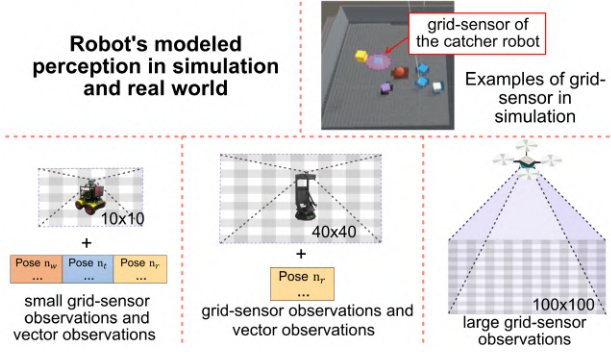 Robot's modeled
perception in simulation
and real world
grid-sensor of
the catcher robot
Examples of grid-
sensor in
simulation
10x10
+
Pose n_w
...
Pose n_t
...
Pose n_r
...
small grid-sensor
observations and
vector observations
40x40
+
Pose n_r
...
grid-sensor observations and
vector observations
100x100
large grid-sensor
observations